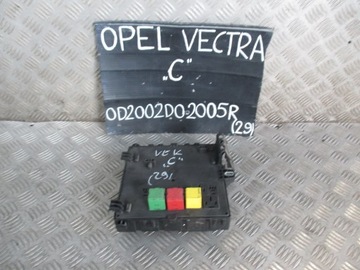 OPEL VECTRA
„C"
OD2002DO2005R
(29)
VEK
„C"
(29)